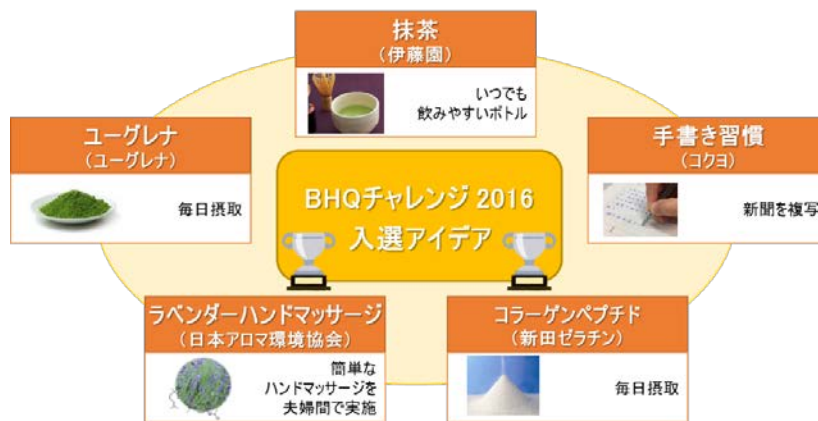 抹茶
（伊藤園）
いつでも
飲みやすいボトル
ユーグレナ
（ユーグレナ）
毎日摂取
手書き習慣
（コクヨ）
新聞を複写
BHQチャレンジ 2016
入選アイデア
ラベンダーハンドマッサージ
（日本アロマ環境協会）
簡単な
ハンドマッサージを
夫婦間で実施
コラーゲンペプチド
（新田ゼラチン）
毎日摂取